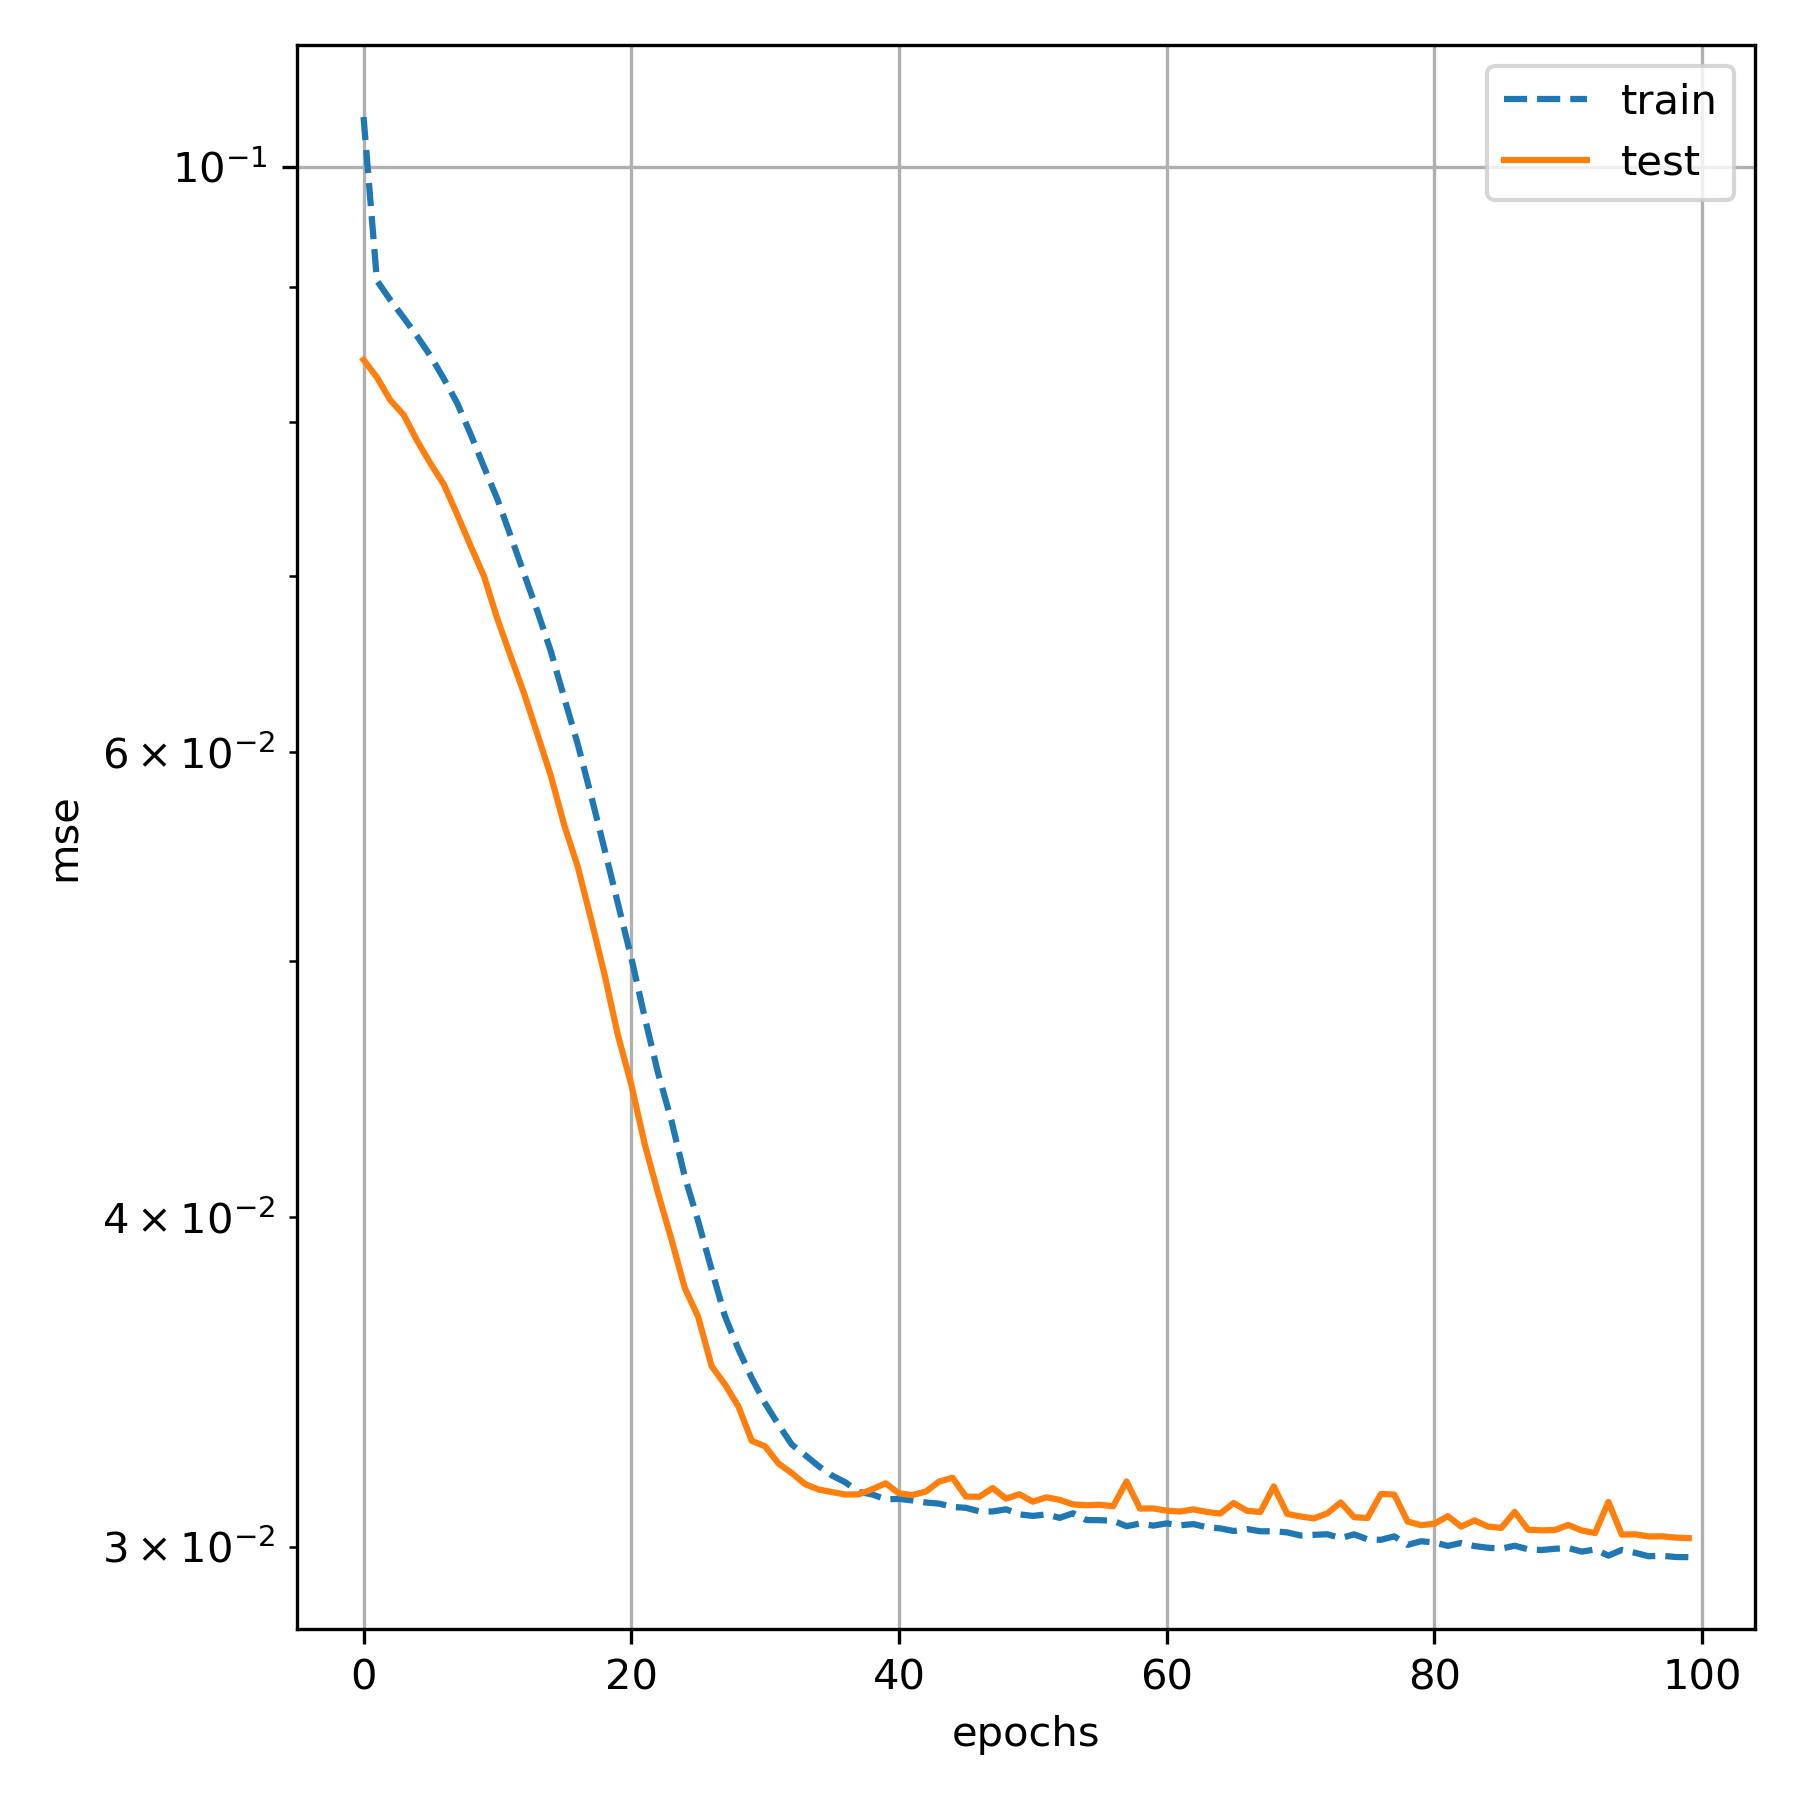 train
test
10⁻¹
6 × 10⁻²
4 × 10⁻²
3 × 10⁻²
mse
0 20 40 60 80 100
epochs